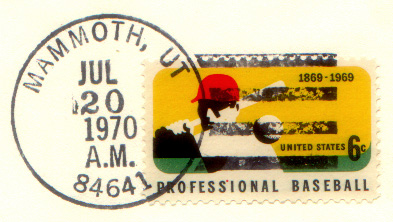 MAMMOTH, UT
JUL
20
1970
A.M.
84641
1869-1969
UNITED STATES 6c
PROFESSIONAL BASEBALL